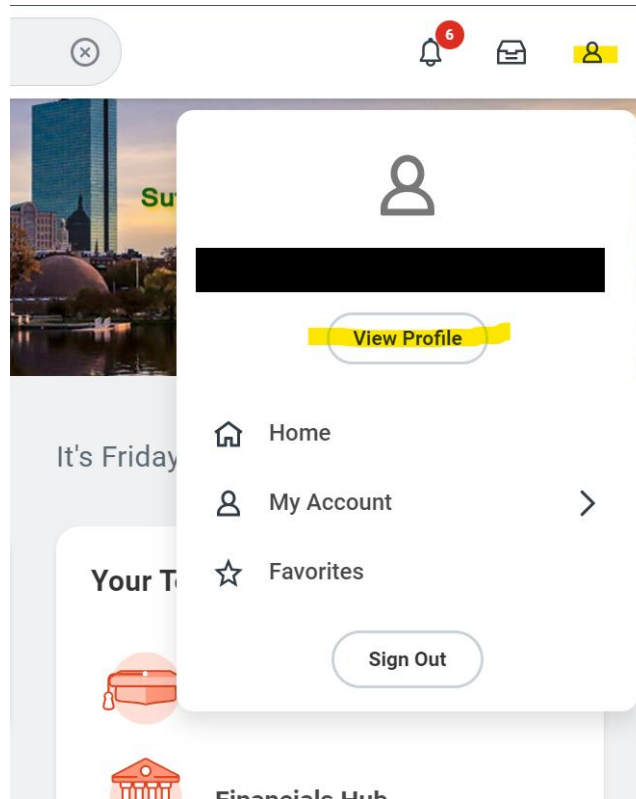 6
Su
View Profile
Home
It's Friday
My Account
Favorites
Your T
Sign Out
Financials Hub